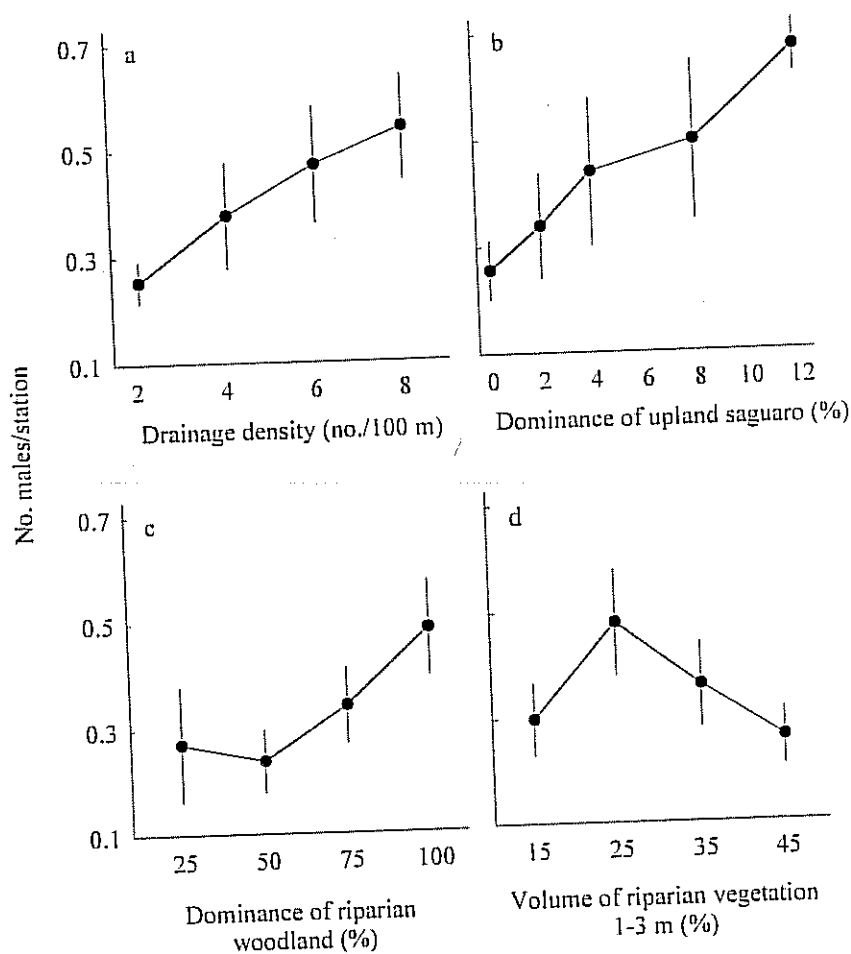 a
0.7
0.5
0.3
0.1
2 4 6 8
Drainage density (no./100 m)
b
0 2 4 6 8 10 12
Dominance of upland saguaro (%)
No. males/station
c
0.7
0.5
0.3
0.1
25 50 75 100
Dominance of riparian
woodland (%)
d
15 25 35 45
Volume of riparian vegetation
1-3 m (%)